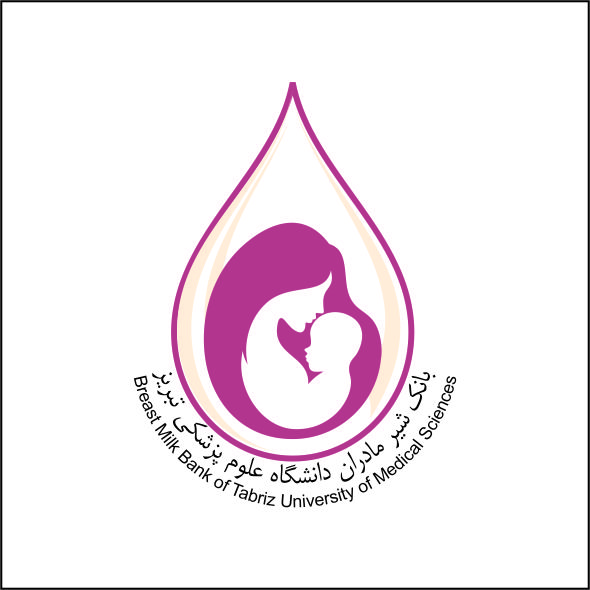 بانک شیر مادران دانشگاه علوم پزشکی تبریز
Breast Milk Bank of Tabriz University of Medical Sciences